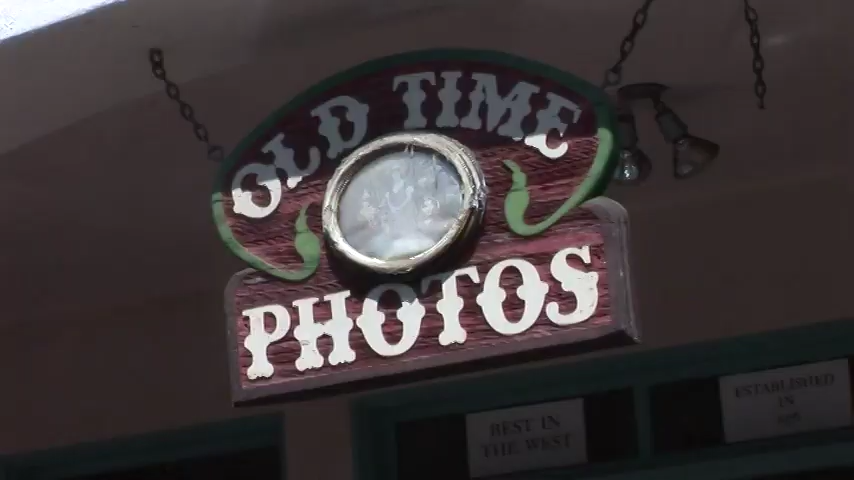 OLD TIME
PHOTOS
BEST IN
THE WEST
ESTABLISHED
IN